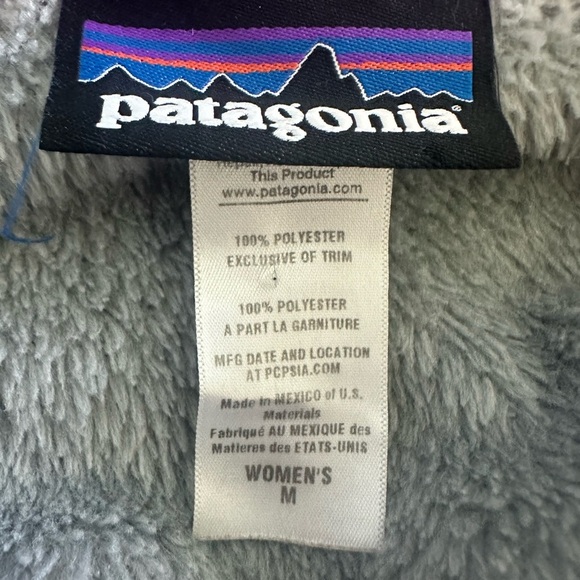 patagonia®
This Product
www.patagonia.com
100% POLYESTER
EXCLUSIVE OF TRIM
100% POLYESTER
A PART LA GARNITURE
MFG DATE AND LOCATION
AT PCPSIA.COM
Made in MEXICO of U.S.
Materials
Fabriqué AU MEXIQUE des
Matieres des ETATS-UNIS
WOMEN'S
M